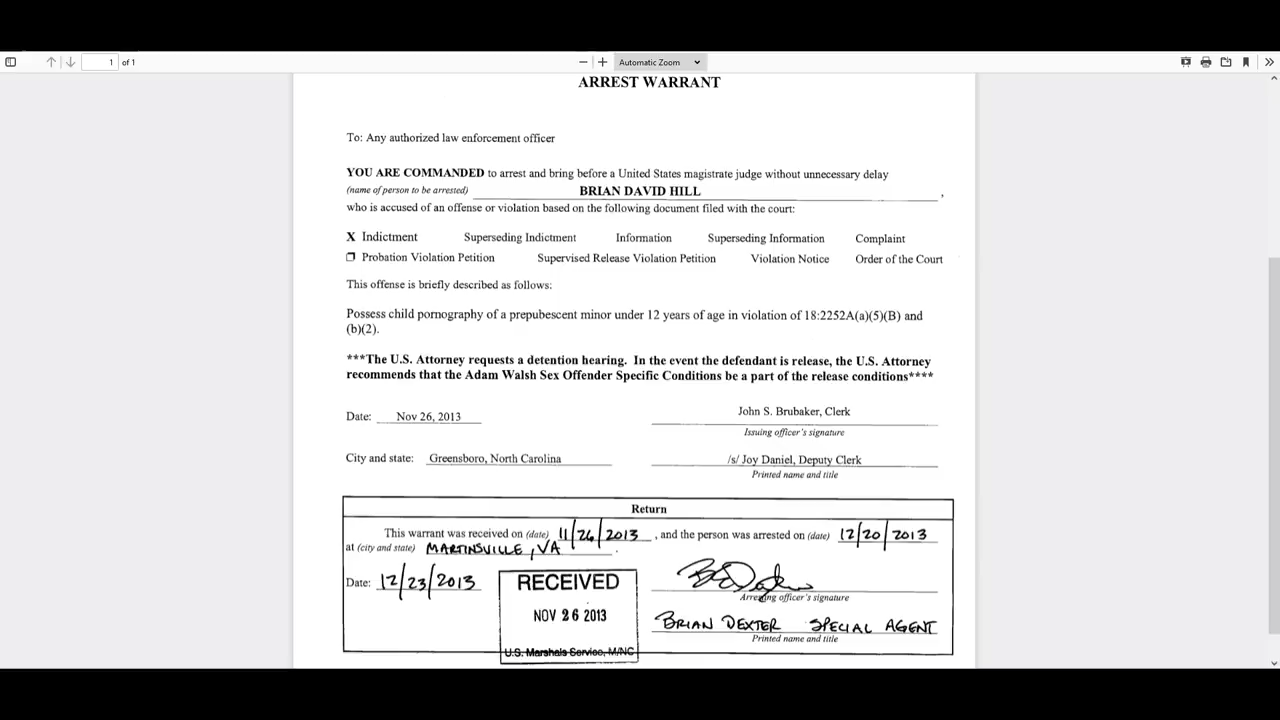 1 of 1 Automatic Zoom
ARREST WARRANT
To: Any authorized law enforcement officer
YOU ARE COMMANDED to arrest and bring before a United States magistrate judge without unnecessary delay
(name of person to be arrested) BRIAN DAVID HILL ,
who is accused of an offense or violation based on the following document filed with the court:
X Indictment Superseding Indictment Information Superseding Information Complaint
❐ Probation Violation Petition Supervised Release Violation Petition Violation Notice Order of the Court
This offense is briefly described as follows:
Possess child pornography of a prepubescent minor under 12 years of age in violation of 18:2252A(a)(5)(B) and
(b)(2).
***The U.S. Attorney requests a detention hearing. In the event the defendant is release, the U.S. Attorney
recommends that the Adam Walsh Sex Offender Specific Conditions be a part of the release conditions****
Date: Nov 26, 2013
John S. Brubaker, Clerk
Issuing officer's signature
City and state: Greensboro, North Carolina
/s/ Joy Daniel, Deputy Clerk
Printed name and title
Return
This warrant was received on (date) 11/26/2013 , and the person was arrested on (date) 12/20/2013
at (city and state) MARTINSVILLE, VA .
Date: 12/23/2013
Arresting officer's signature
BRIAN DEXTER SPECIAL AGENT
Printed name and title
RECEIVED
NOV 26 2013
U.S. Marshals Service, M/NC